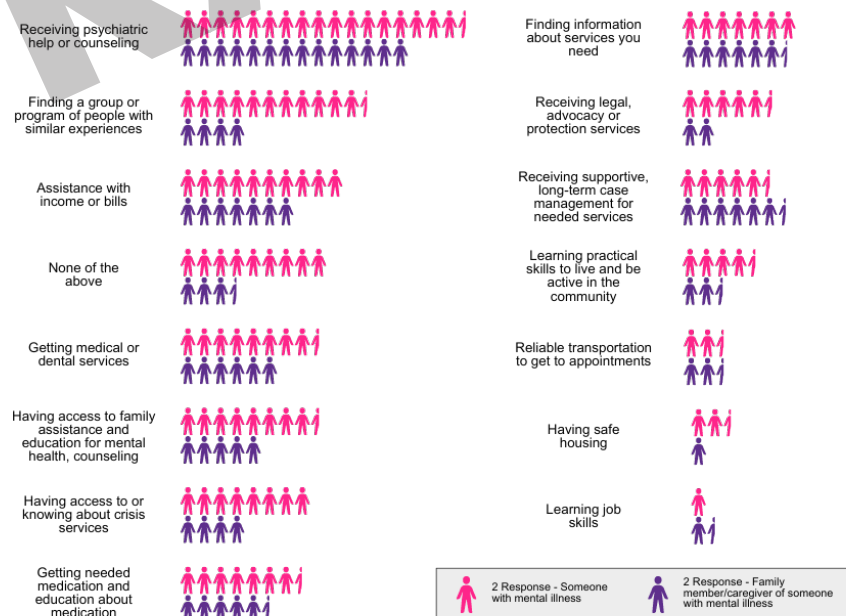 Receiving psychiatric
help or counseling
Finding a group or
program of people with
similar experiences
Assistance with
income or bills
None of the
above
Getting medical or
dental services
Having access to family
assistance and
education for mental
health, counseling
Having access to or
knowing about crisis
services
Getting needed
medication and
education about
medication
Finding information
about services you
need
Receiving legal,
advocacy or
protection services
Receiving supportive,
long-term case
management for
needed services
Learning practical
skills to live and be
active in the
community
Reliable transportation
to get to appointments
Having safe
housing
Learning job
skills
2 Response - Someone
with mental illness
2 Response - Family
member/caregiver of someone
with mental illness